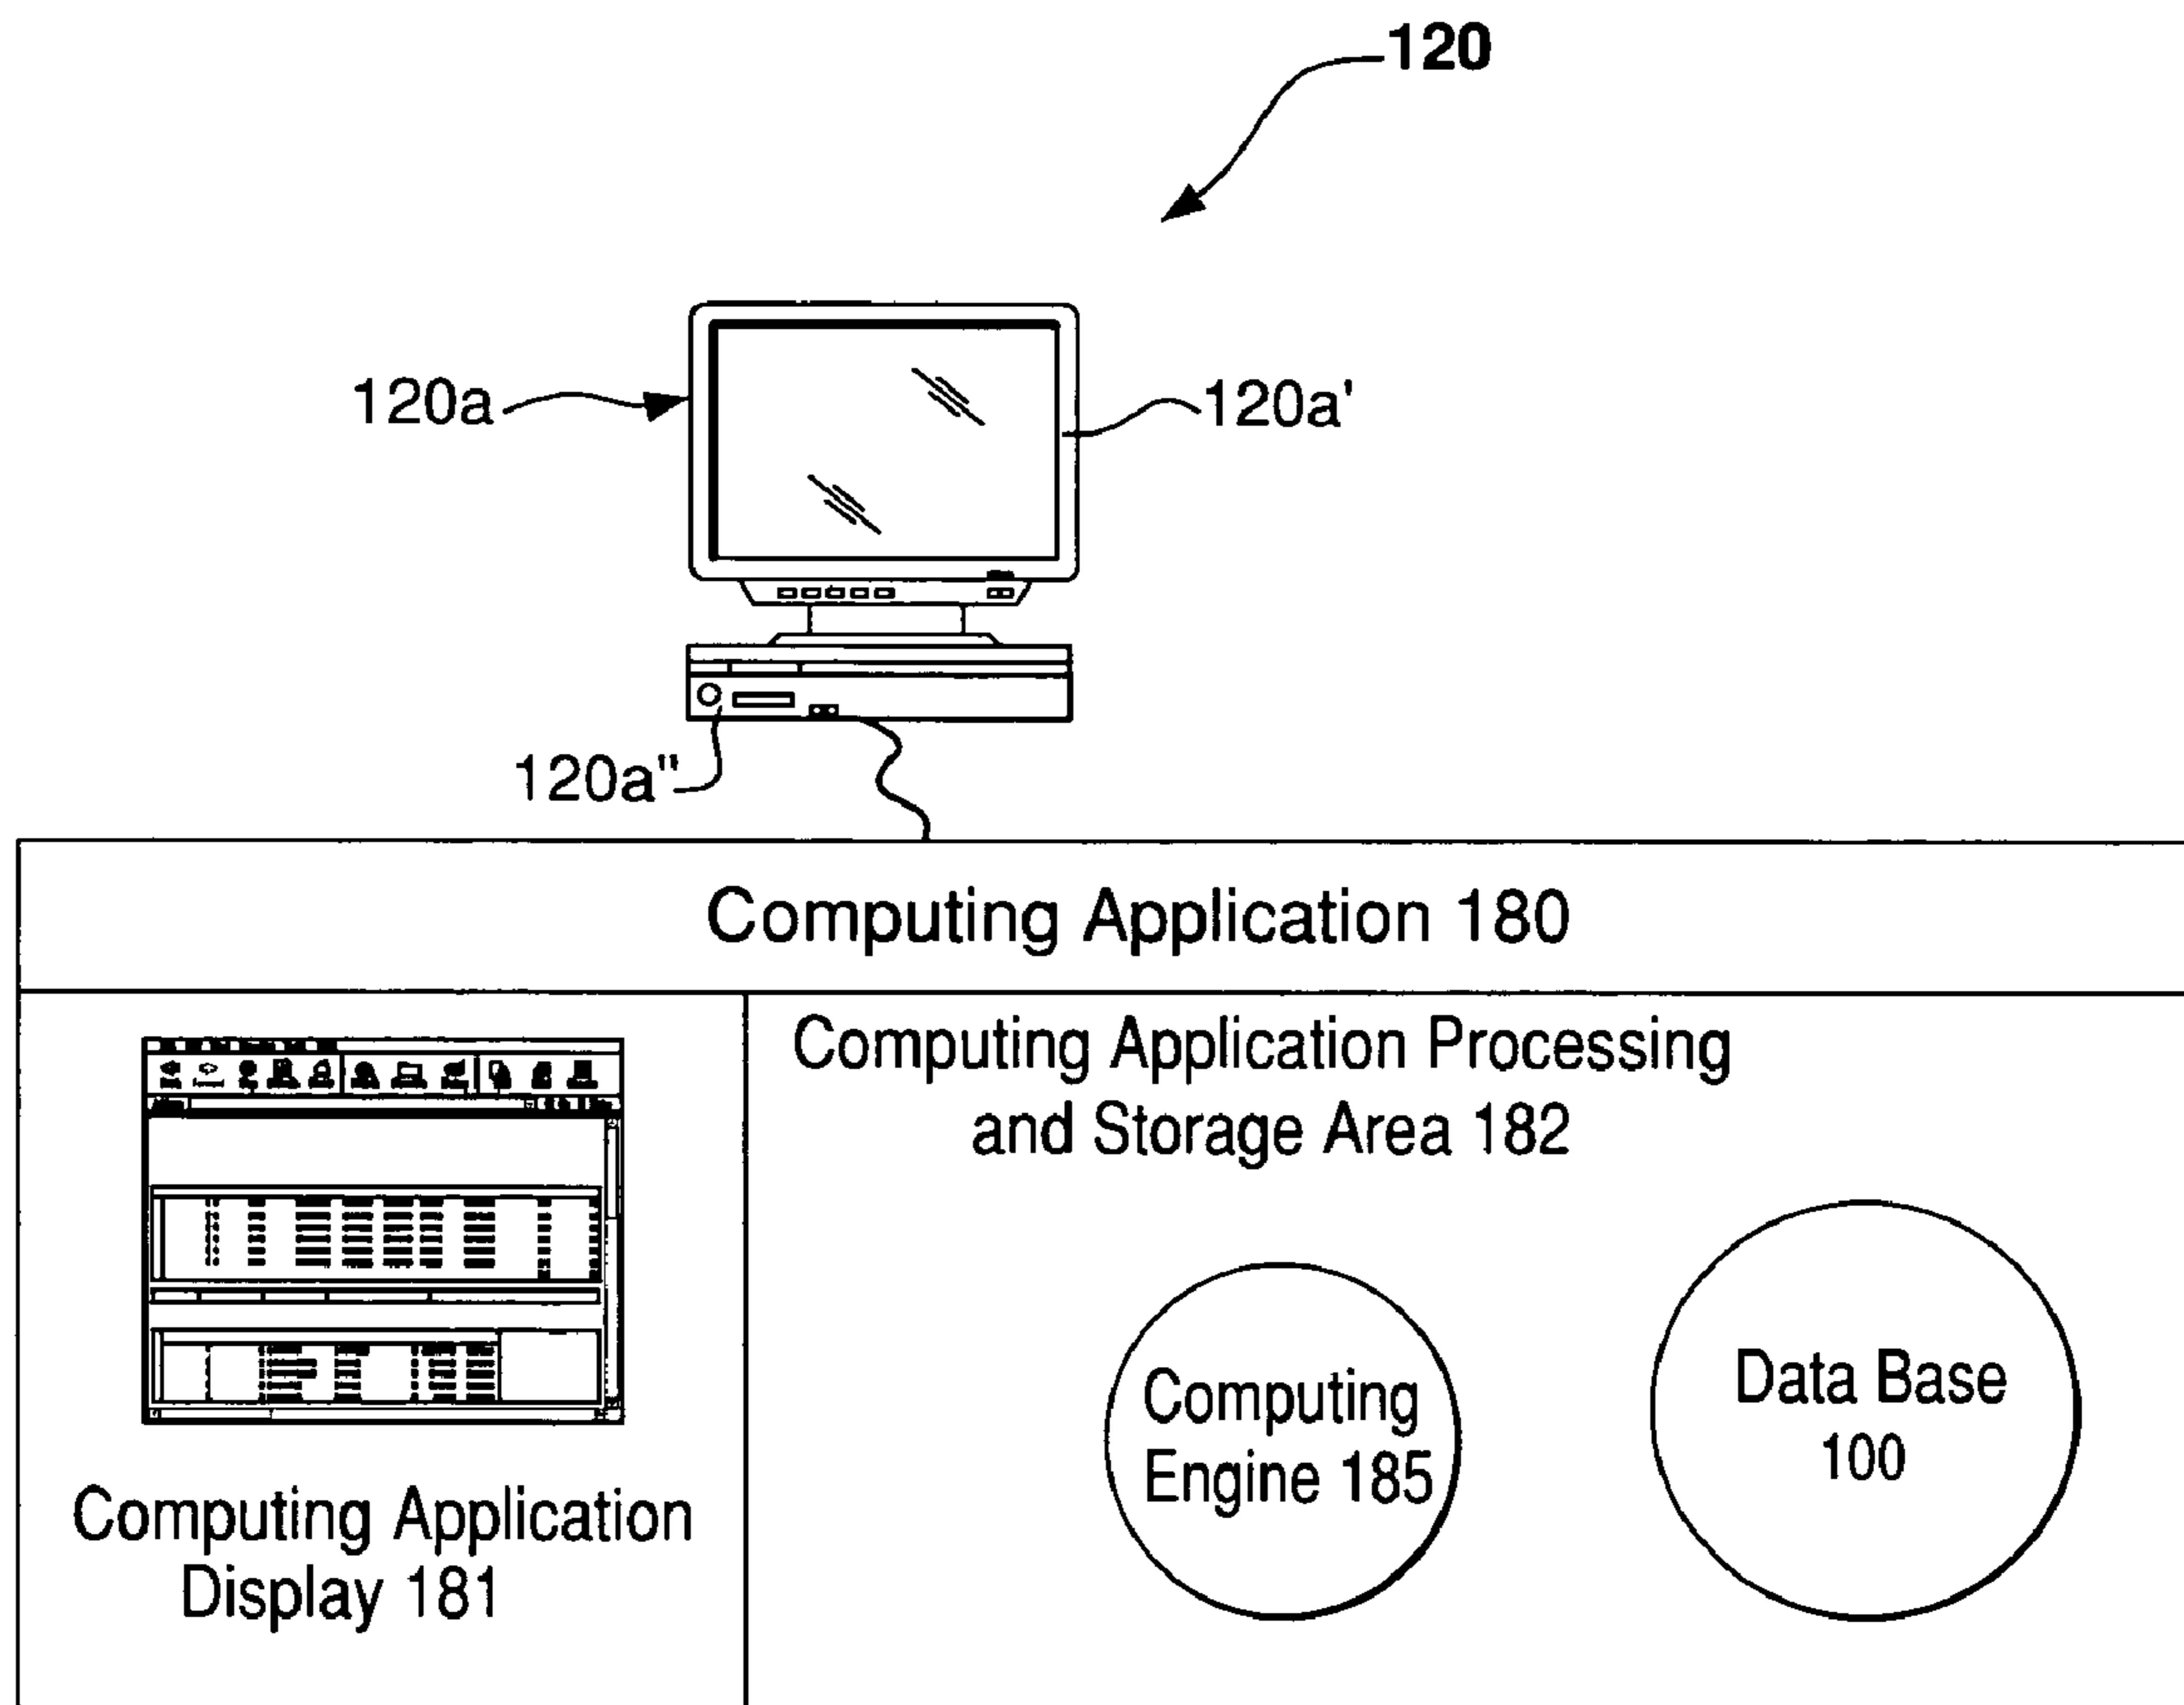 120
120a
120a'
120a"
Computing Application 180
Computing Application Processing
and Storage Area 182
Computing
Engine 185
Data Base
100
Computing Application
Display 181